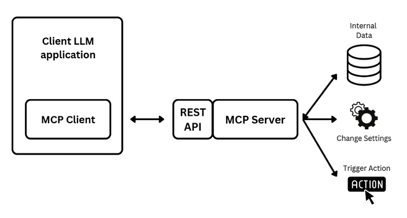 Client LLM
application
MCP Client
REST
API
MCP Server
Internal
Data
Change Settings
Trigger Action
ACTION